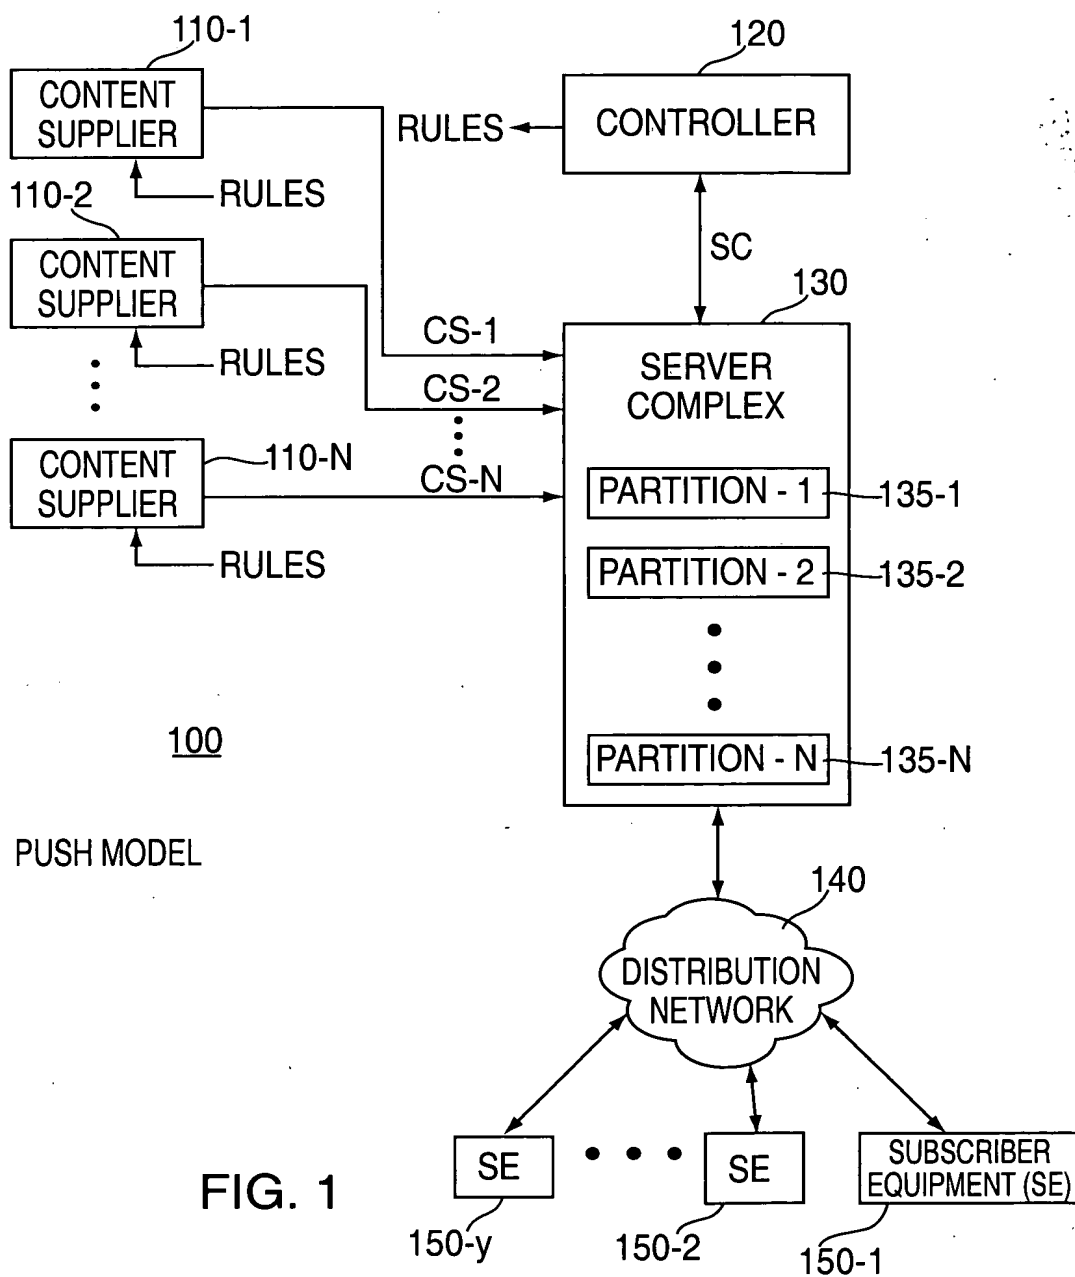 110-1
CONTENT
SUPPLIER
RULES
120
CONTROLLER
RULES
SC
110-2
CONTENT
SUPPLIER
RULES
110-N
CONTENT
SUPPLIER
RULES
CS-1
CS-2
CS-N
130
SERVER
COMPLEX
PARTITION - 1
135-1
PARTITION - 2
135-2
PARTITION - N
135-N
100
PUSH MODEL
140
DISTRIBUTION
NETWORK
SE
150-y
SE
150-2
SUBSCRIBER
EQUIPMENT (SE)
150-1
FIG. 1